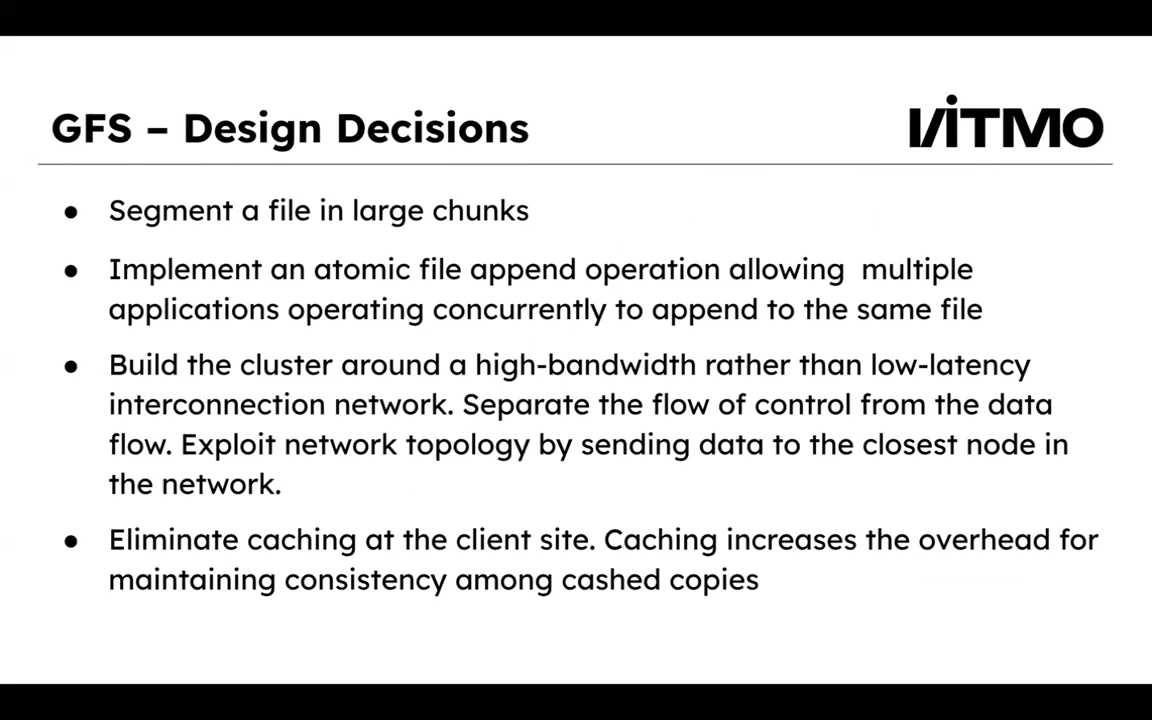 GFS – Design Decisions
ITMO
● Segment a file in large chunks
● Implement an atomic file append operation allowing  multiple
applications operating concurrently to append to the same file
● Build the cluster around a high-bandwidth rather than low-latency
interconnection network. Separate the flow of control from the data
flow. Exploit network topology by sending data to the closest node in
the network.
● Eliminate caching at the client site. Caching increases the overhead for
maintaining consistency among cashed copies